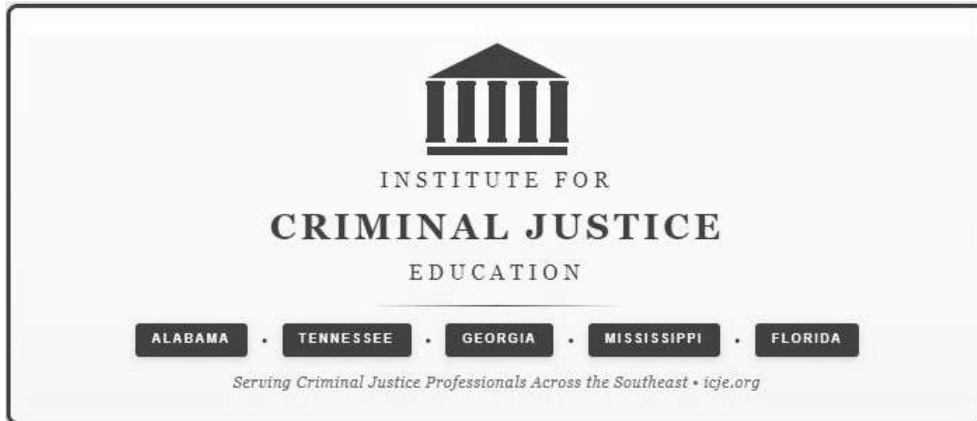 INSTITUTE FOR
CRIMINAL JUSTICE
EDUCATION
ALABAMA • TENNESSEE • GEORGIA • MISSISSIPPI • FLORIDA
Serving Criminal Justice Professionals Across the Southeast • icje.org